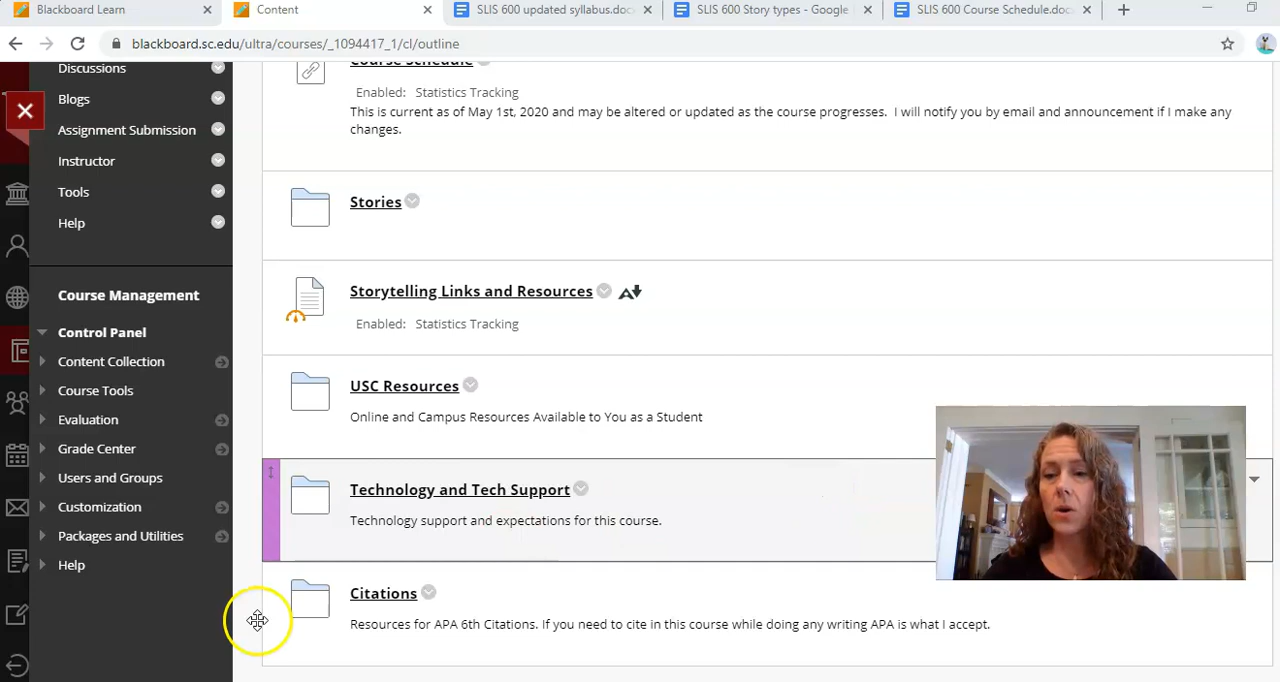 Blackboard Learn
Content
SLIS 600 updated syllabus.docx
SLIS 600 Story types - Google
SLIS 600 Course Schedule.docx
blackboard.sc.edu/ultra/courses/_1094417_1/cl/outline
Discussions
Blogs
Assignment Submission
Instructor
Tools
Help
Course Management
Control Panel
Content Collection
Course Tools
Evaluation
Grade Center
Users and Groups
Customization
Packages and Utilities
Help
Course Schedule
Enabled: Statistics Tracking
This is current as of May 1st, 2020 and may be altered or updated as the course progresses. I will notify you by email and announcement if I make any
changes.
Stories
Storytelling Links and Resources
Enabled: Statistics Tracking
USC Resources
Online and Campus Resources Available to You as a Student
Technology and Tech Support
Technology support and expectations for this course.
Citations
Resources for APA 6th Citations. If you need to cite in this course while doing any writing APA is what I accept.